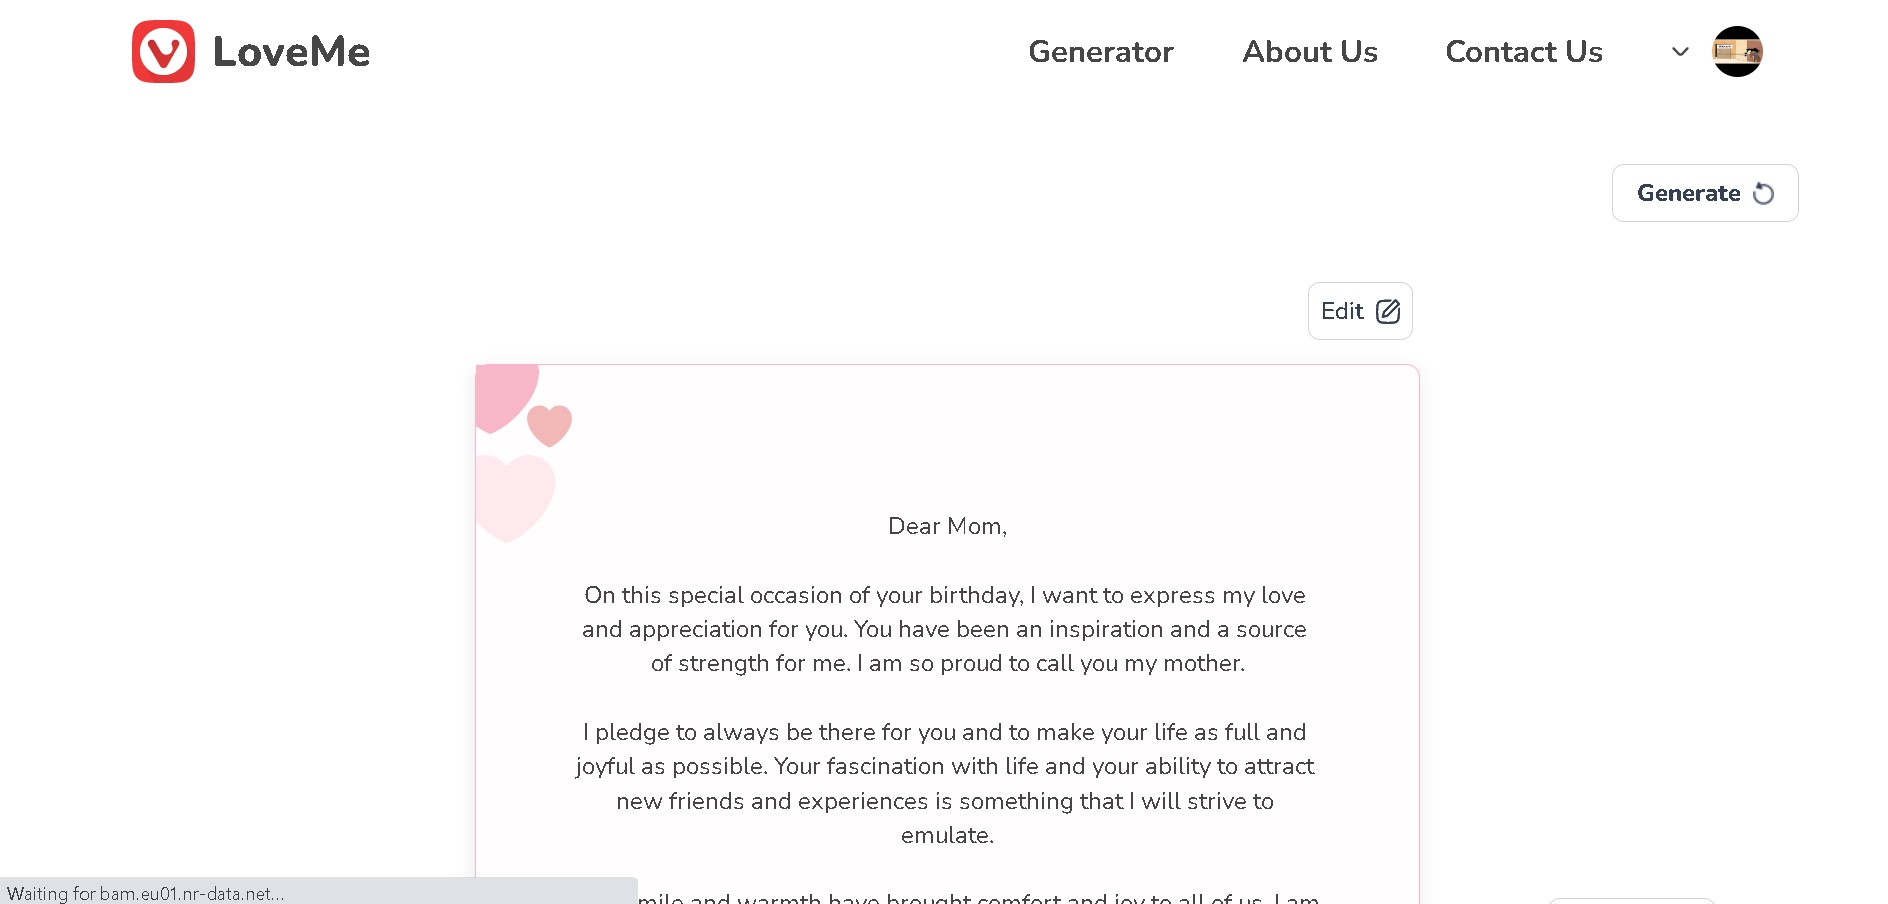 LoveMe
Generator
About Us
Contact Us
Generate
Edit
Dear Mom,
On this special occasion of your birthday, I want to express my love
and appreciation for you. You have been an inspiration and a source
of strength for me. I am so proud to call you my mother.
I pledge to always be there for you and to make your life as full and
joyful as possible. Your fascination with life and your ability to attract
new friends and experiences is something that I will strive to
emulate.
and warmth have brought comfort and joy to all of us. I am
Waiting for bam.eu01.nr-data.net...